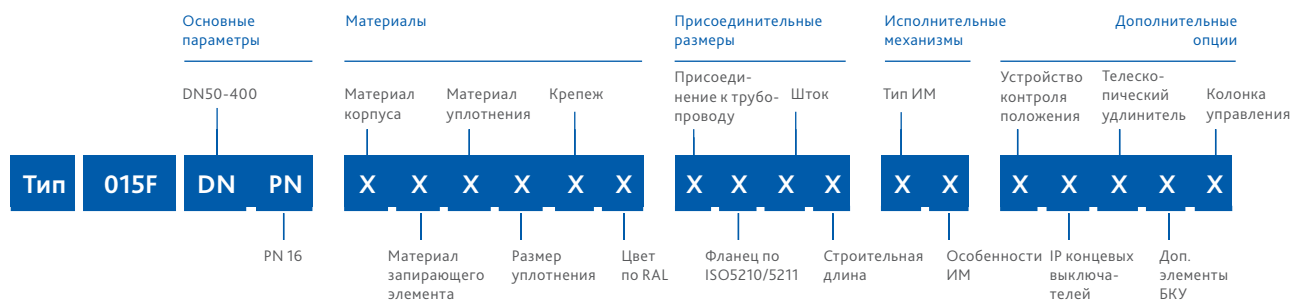 Основные
параметры
Материалы
Присоединительные
размеры
Исполнительные
механизмы
Дополнительные
опции
DN50-400
Материал
корпуса
Материал
уплотнения
Крепеж
Присоеди-
нение к трубо-
проводу
Шток
Тип ИМ
Устройство
контроля
положения
Телеско-
пический
удлинитель
Колонка
управления
Тип 015F DN PN X X X X X X X X X X X X X X X X X
PN 16
Материал
запирающего
элемента
Размер
уплотнения
Цвет
по RAL
Фланец по
ISO5210/5211
Строительная
длина
Особенности
ИМ
IP концевых
выключа-
телей
Доп.
элементы
БКУ